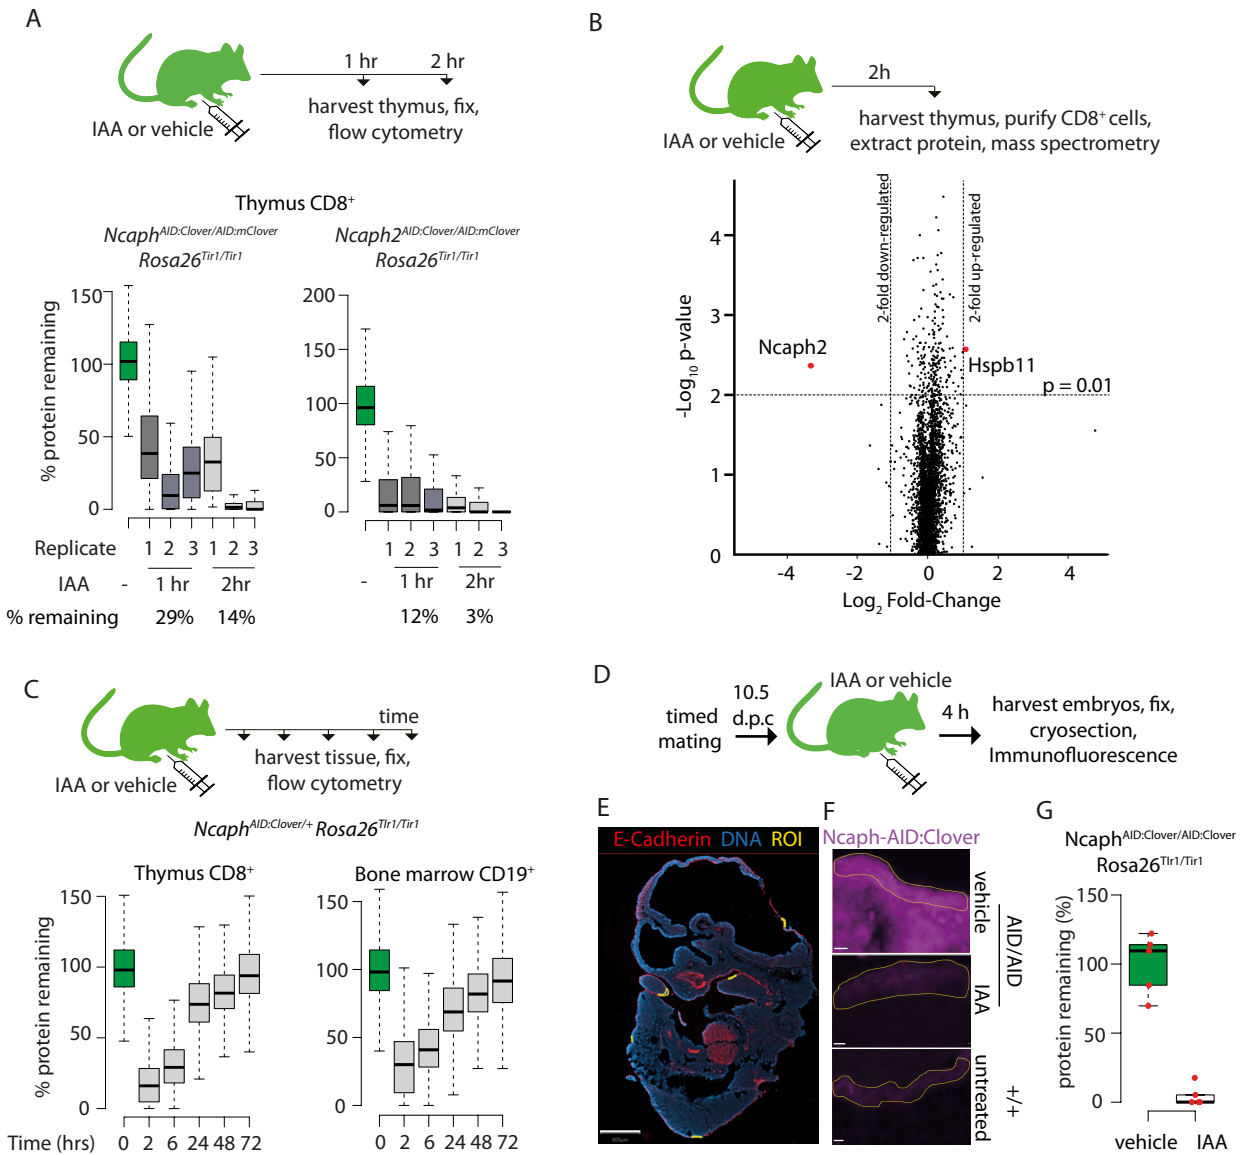 A
1 hr
2 hr
IAA or vehicle
harvest thymus, fix,
flow cytometry
Thymus CD8+
Ncaph AID:Clover/AID:mClover
Rosa26 Tir1/Tir1
Ncaph2 AID:Clover/AID:mClover
Rosa26 Tir1/Tir1
% protein remaining
150
100
50
0
200
150
100
50
0
Replicate 1 2 3 1 2 3
1 2 3 1 2 3
IAA - 1 hr 2hr
- 1 hr 2hr
% remaining 29% 14%
12% 3%
B
2h
IAA or vehicle
harvest thymus, purify CD8+ cells,
extract protein, mass spectrometry
2-fold down-regulated
2-fold up-regulated
-Log10 p-value
4
3
2
1
0
Ncaph2
Hspb11
p = 0.01
-4 -2 0 2 4
Log2 Fold-Change
C
time
IAA or vehicle
harvest tissue, fix,
flow cytometry
Ncaph AID:Clover/+ Rosa26 TIr1/Tir1
Thymus CD8+
Bone marrow CD19+
% protein remaining
150
100
50
0
150
100
50
0
Time (hrs) 0 2 6 24 48 72
0 2 6 24 48 72
D
timed
mating
10.5
d.p.c
IAA or vehicle
4 h
harvest embryos, fix,
cryosection,
Immunofluorescence
E
E-Cadherin DNA ROI
800µm
F
Ncaph-AID:Clover
vehicle
IAA
AID/AID
untreated
+/+
G
Ncaph AID:Clover/AID:Clover
Rosa26 TIr1/Tir1
protein remaining (%)
150
100
50
0
vehicle IAA